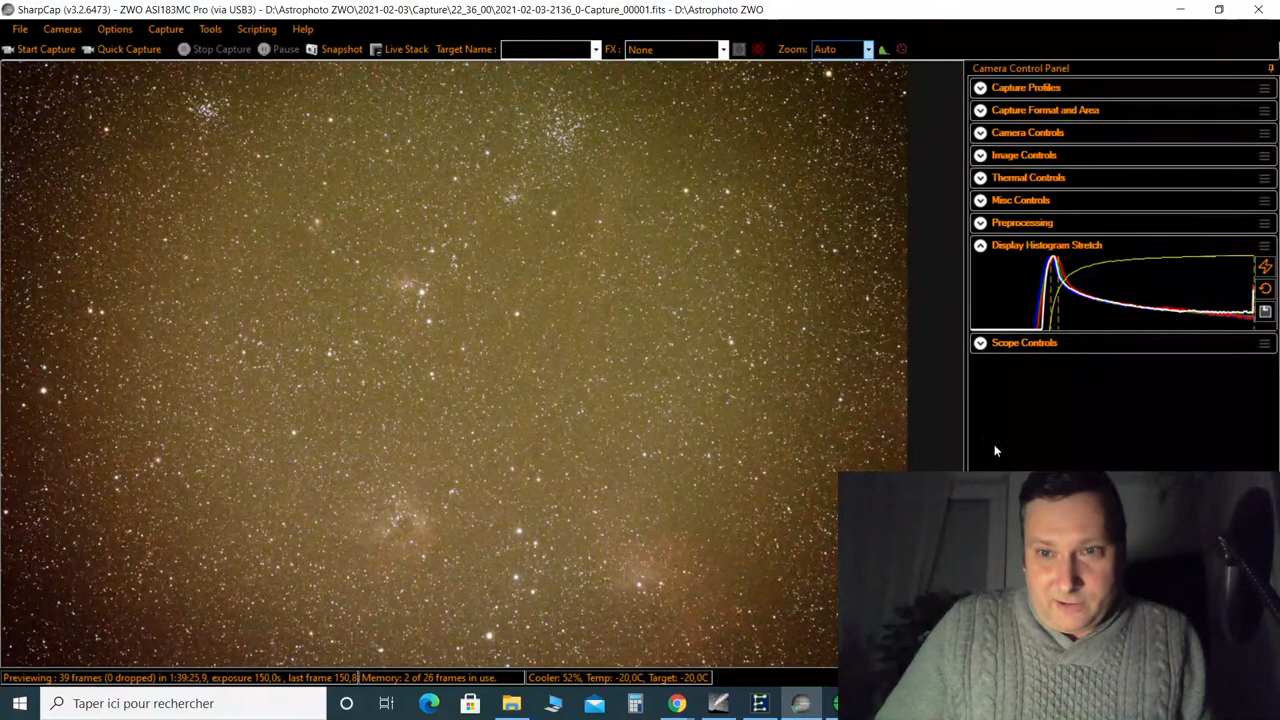 SharpCap (v3.2.6473) - ZWO ASI183MC Pro (via USB3) - D:\Astrophoto ZWO\2021-02-03\Capture\22_36_00\2021-02-03-2136_0-Capture_00001.fits - D:\Astrophoto ZWO
File Cameras Options Capture Tools Scripting Help
Start Capture Quick Capture Stop Capture Pause Snapshot Live Stack Target Name : FX : None Zoom: Auto
Camera Control Panel
Capture Profiles
Capture Format and Area
Camera Controls
Image Controls
Thermal Controls
Misc Controls
Preprocessing
Display Histogram Stretch
Scope Controls
Previewing : 39 frames (0 dropped) in 1:39:25,9, exposure 150,0s , last frame 150,8 Memory: 2 of 26 frames in use. Cooler: 52%, Temp: -20,0C, Target: -20,0C
Taper ici pour rechercher